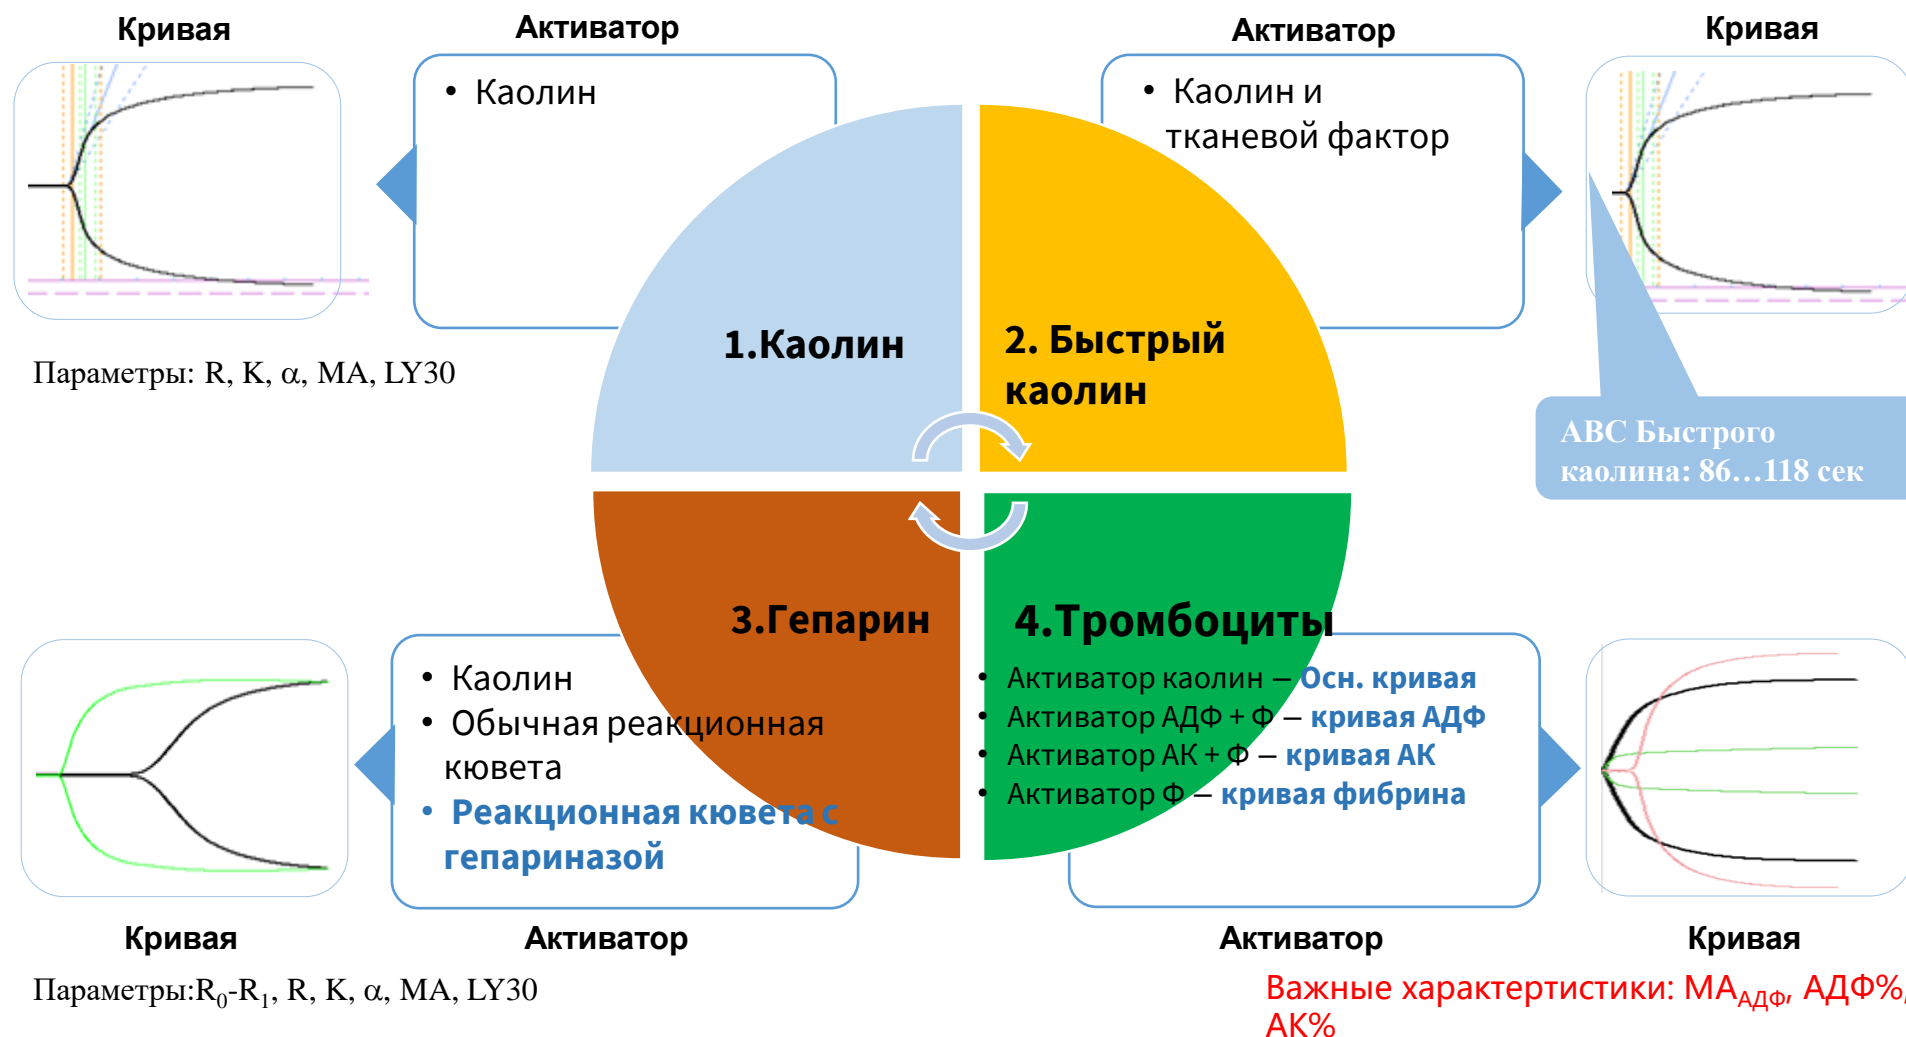 Кривая
Активатор
• Каолин
1.Каолин
Параметры: R, K, α, MA, LY30
Активатор
Кривая
• Каолин и
тканевой фактор
2. Быстрый
каолин
АВС Быстрого
каолина: 86…118 сек
3.Гепарин
• Каолин
• Обычная реакционная
кювета
• Реакционная кювета с
гепариназой
Кривая
Активатор
Параметры:R₀-R₁, R, K, α, MA, LY30
4.Тромбоциты
• Активатор каолин – Осн. кривая
• Активатор АДФ + Ф – кривая АДФ
• Активатор АК + Ф – кривая АК
• Активатор Ф – кривая фибрина
Активатор
Кривая
Важные характертистики: МААДФ, АДФ%,
АК%